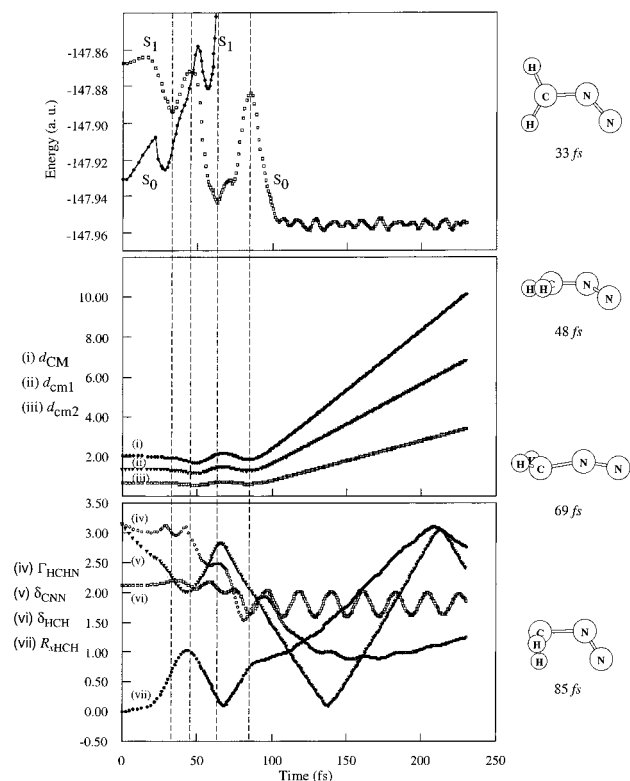 Energy (a. u.)
-147.86
-147.88
-147.90
-147.92
-147.94
-147.96
S1
S1
S0
S0
(i) dCM
(ii) dcm1
(iii) dcm2
10.00
8.00
6.00
4.00
2.00
(i)
(ii)
(iii)
(iv) ΓHCHN
(v) δCNN
(vi) δHCH
(vii) RxHCH
3.50
3.00
2.50
2.00
1.50
1.00
0.50
0.00
-0.50
(iv)
(v)
(vi)
(vii)
0 50 100 150 200 250
Time (fs)
H
C N
H N
33 fs
H H C N
N
48 fs
H
H C N N
69 fs
C N
H
H N
85 fs